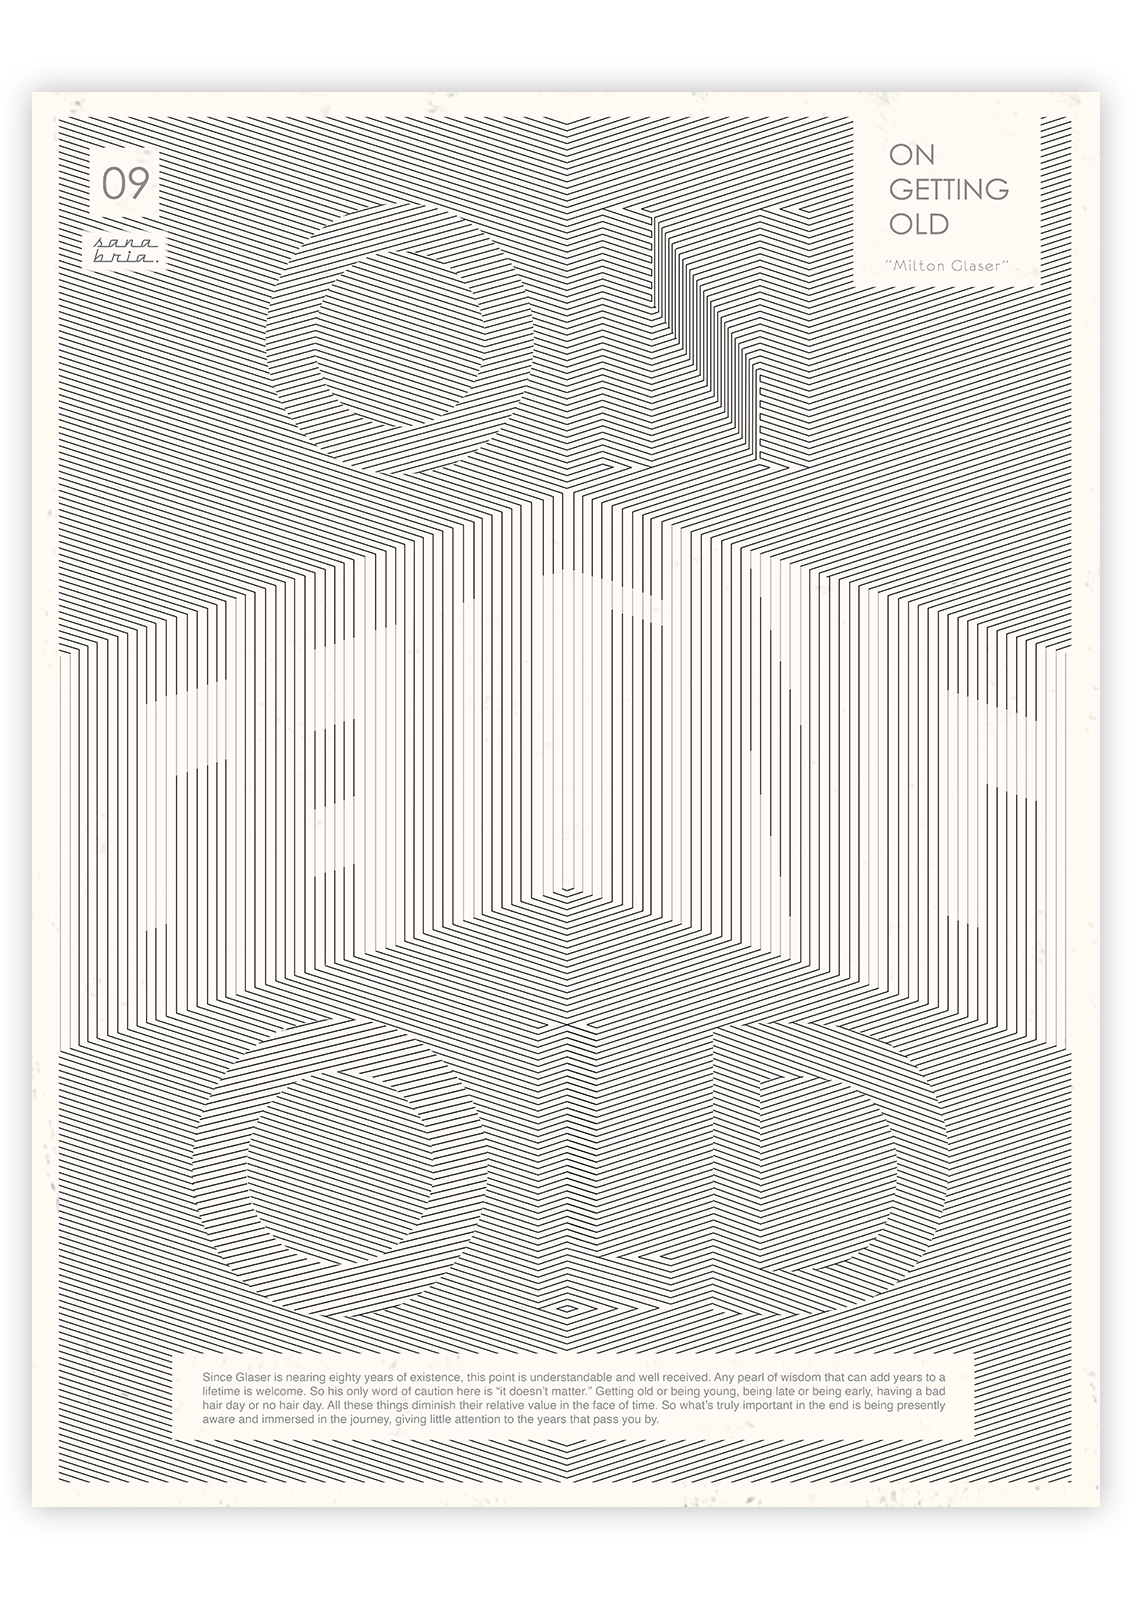 09
sana
bria.
ON
GETTING
OLD
"Milton Glaser"
ON
GETTING
OLD
Since Glaser is nearing eighty years of existence, this point is understandable and well received. Any pearl of wisdom that can add years to a
lifetime is welcome. So his only word of caution here is “it doesn’t matter.” Getting old or being young, being late or being early, having a bad
hair day or no hair day. All these things diminish their relative value in the face of time. So what’s truly important in the end is being presently
aware and immersed in the journey, giving little attention to the years that pass you by.